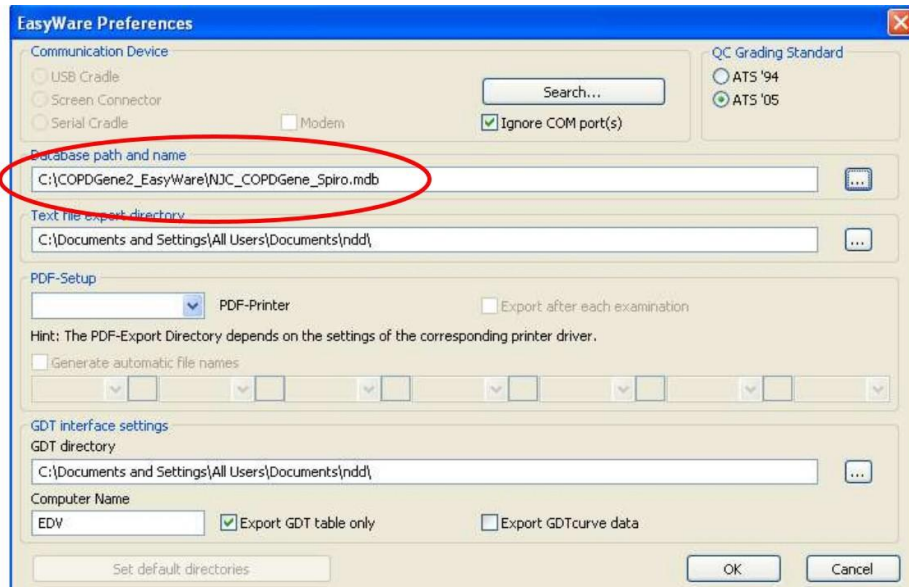 EasyWare Preferences
Communication Device
USB Cradle
Screen Connector
Serial Cradle
Modem
Search...
Ignore COM port(s)
QC Grading Standard
ATS '94
ATS '05
Database path and name
C:\COPDGene2_EasyWare\NJC_COPDGene_Spiro.mdb
...
Text file export directory
C:\Documents and Settings\All Users\Documents\ndd\
...
PDF-Setup
PDF-Printer
Export after each examination
Hint: The PDF-Export Directory depends on the settings of the corresponding printer driver.
Generate automatic file names
GDT interface settings
GDT directory
C:\Documents and Settings\All Users\Documents\ndd\
...
Computer Name
EDV
Export GDT table only
Export GDTcurve data
Set default directories
OK
Cancel